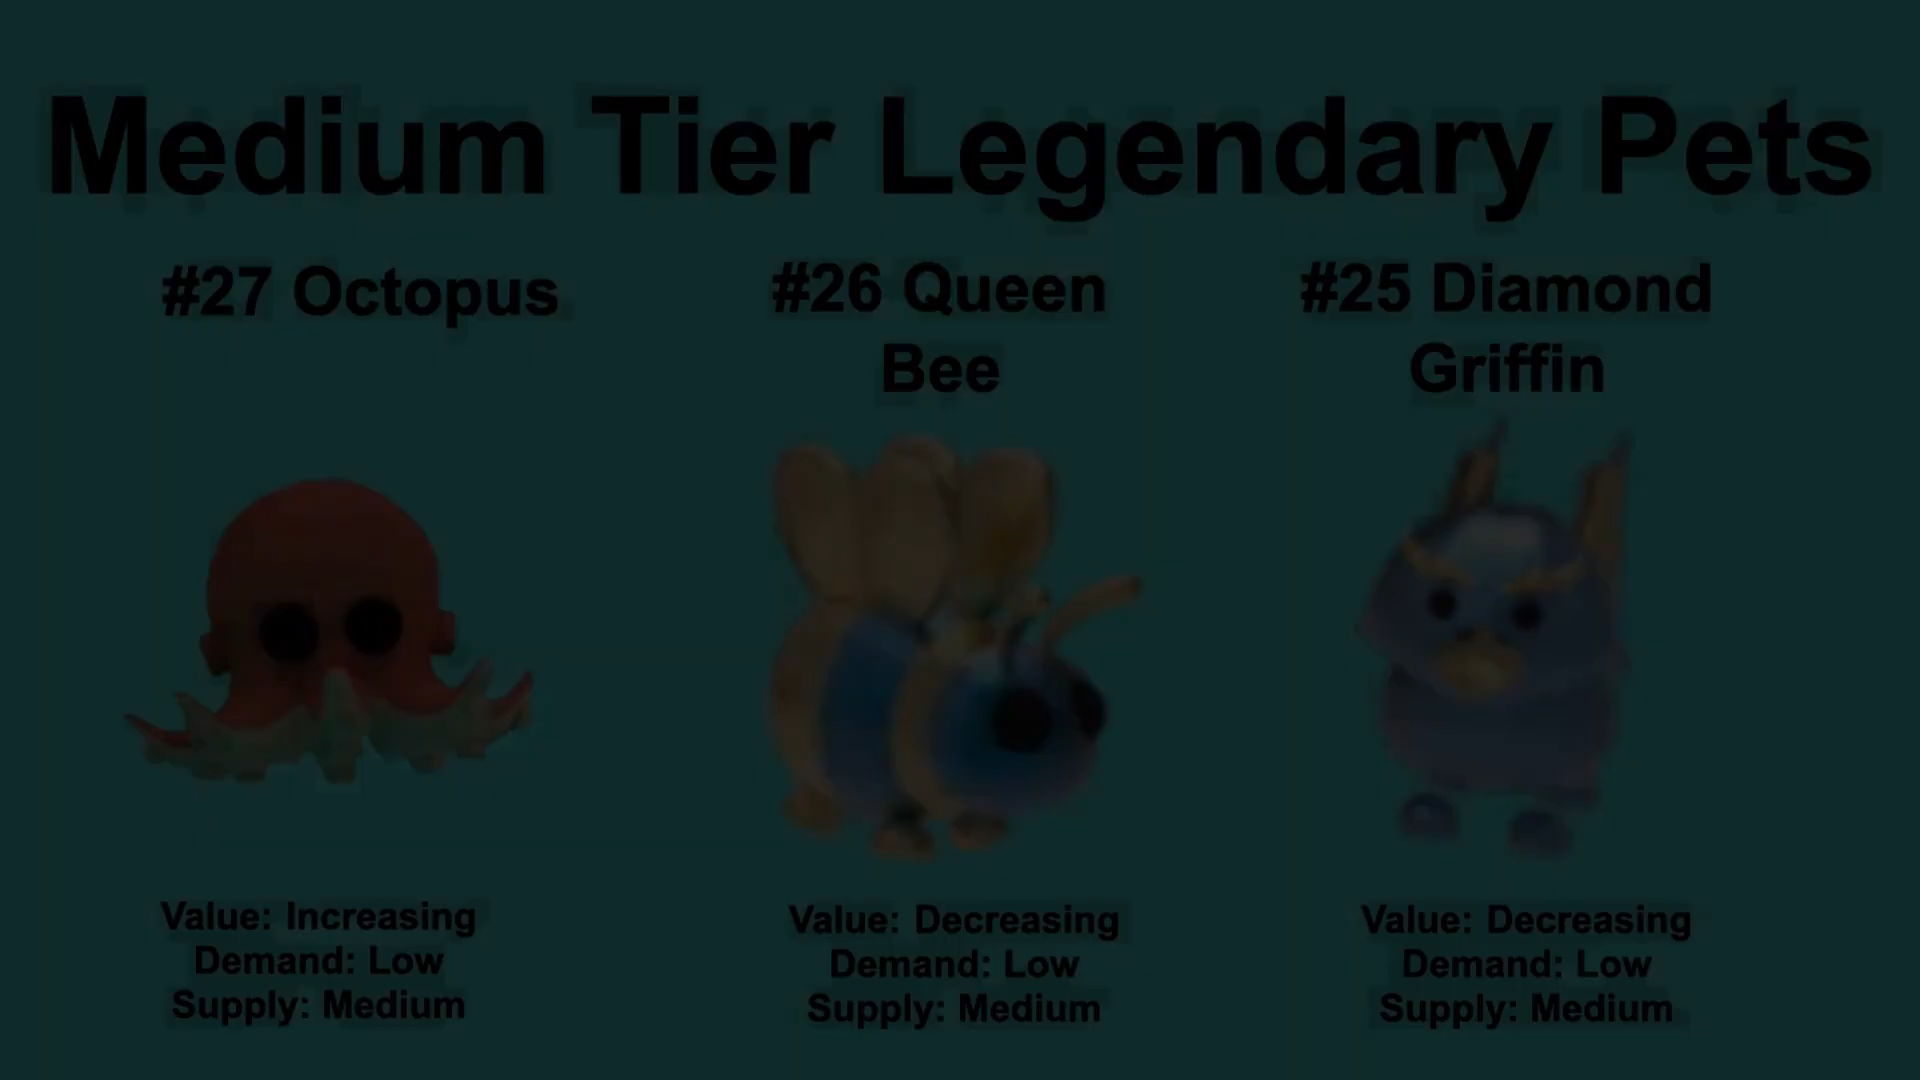 Medium Tier Legendary Pets
#27 Octopus
#26 Queen
Bee
#25 Diamond
Griffin
Value: Increasing
Demand: Low
Supply: Medium
Value: Decreasing
Demand: Low
Supply: Medium
Value: Decreasing
Demand: Low
Supply: Medium